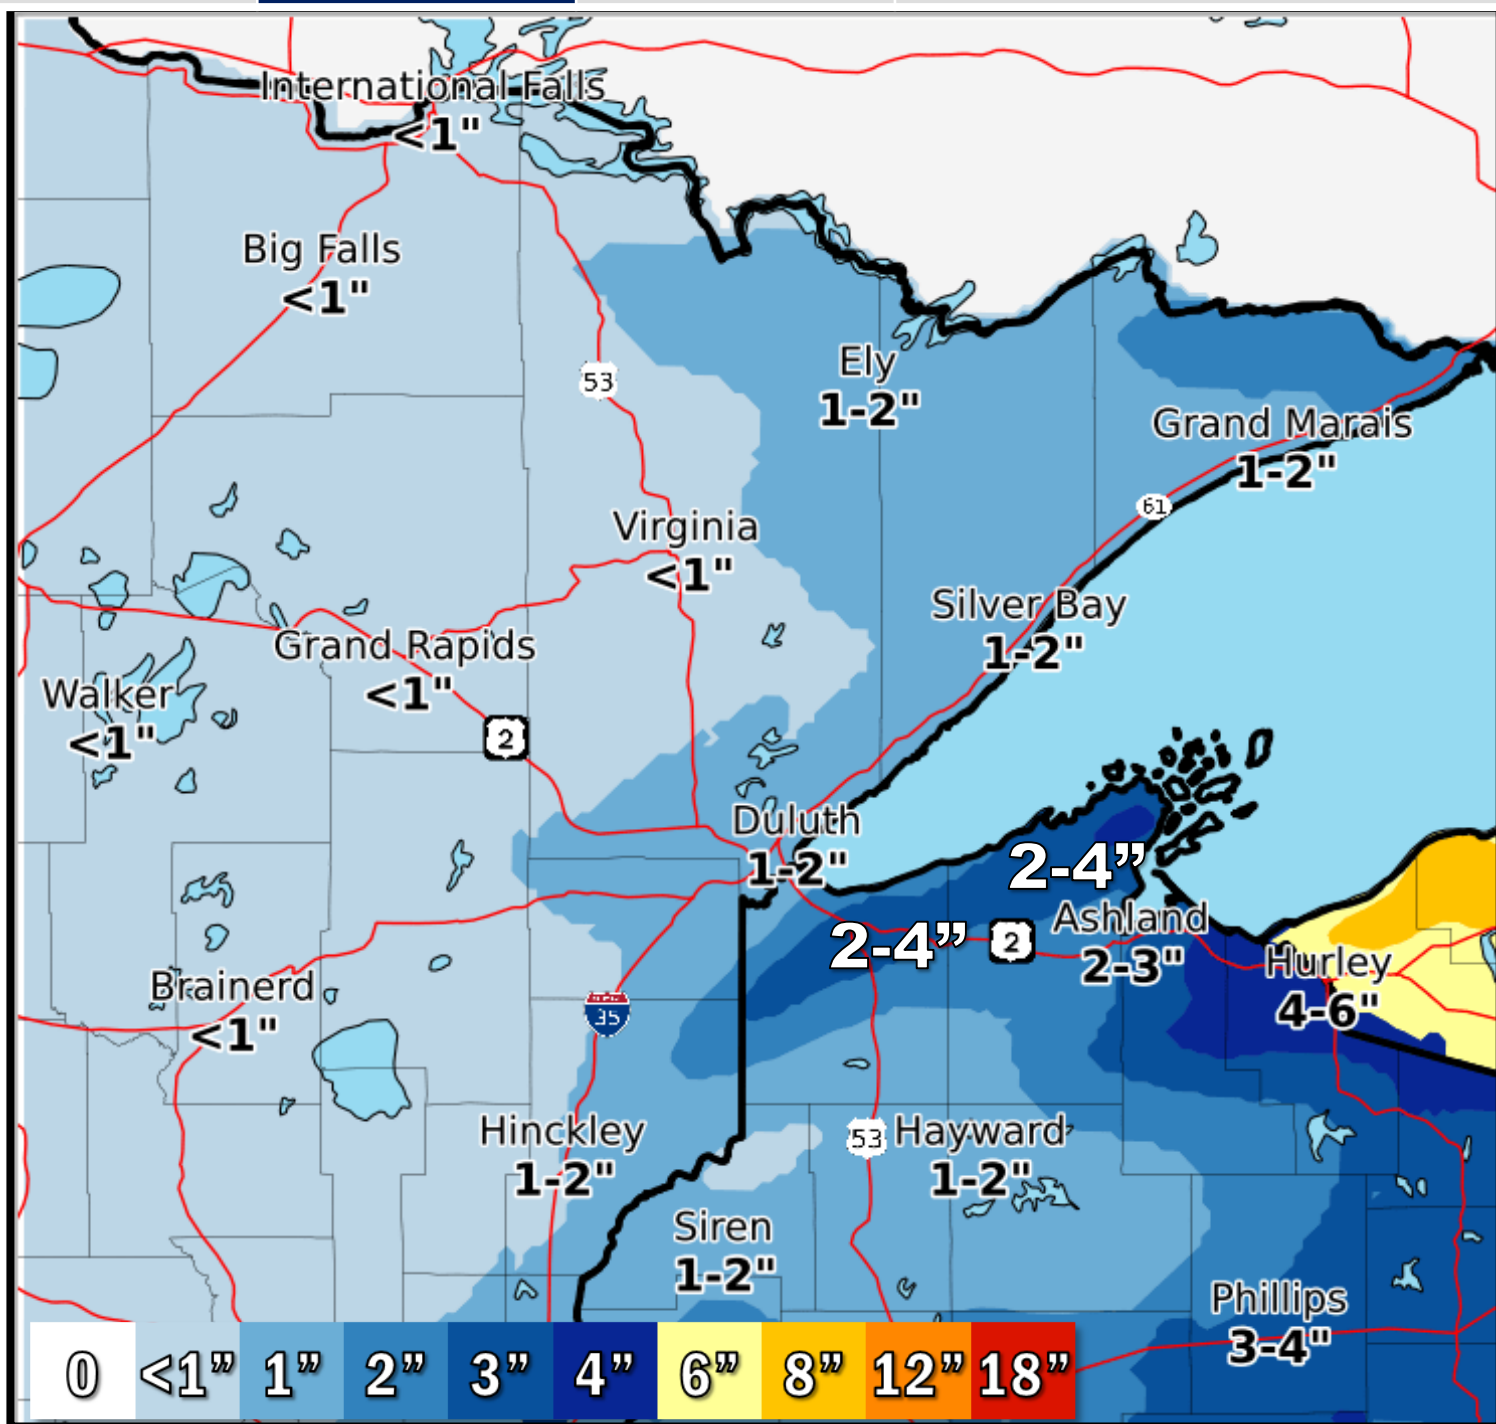 International Falls
<1"
Big Falls
<1"
53
Ely
1-2"
Grand Marais
1-2"
61
Virginia
<1"
Silver Bay
1-2"
Grand Rapids
<1"
Walker
<1"
2
Duluth
1-2"
2-4”
Ashland
2-3"
2-4”
2
Hurley
4-6"
Brainerd
<1"
35
Hinckley
1-2"
53
Hayward
1-2"
Siren
1-2"
Phillips
3-4"
0 <1” 1” 2” 3” 4” 6” 8” 12” 18”